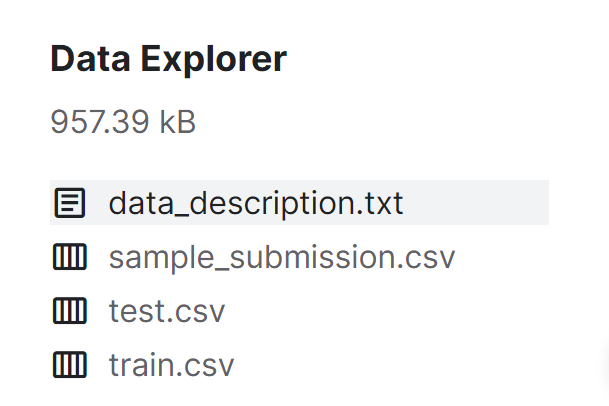 Data Explorer
957.39 kB
data_description.txt
sample_submission.csv
test.csv
train.csv